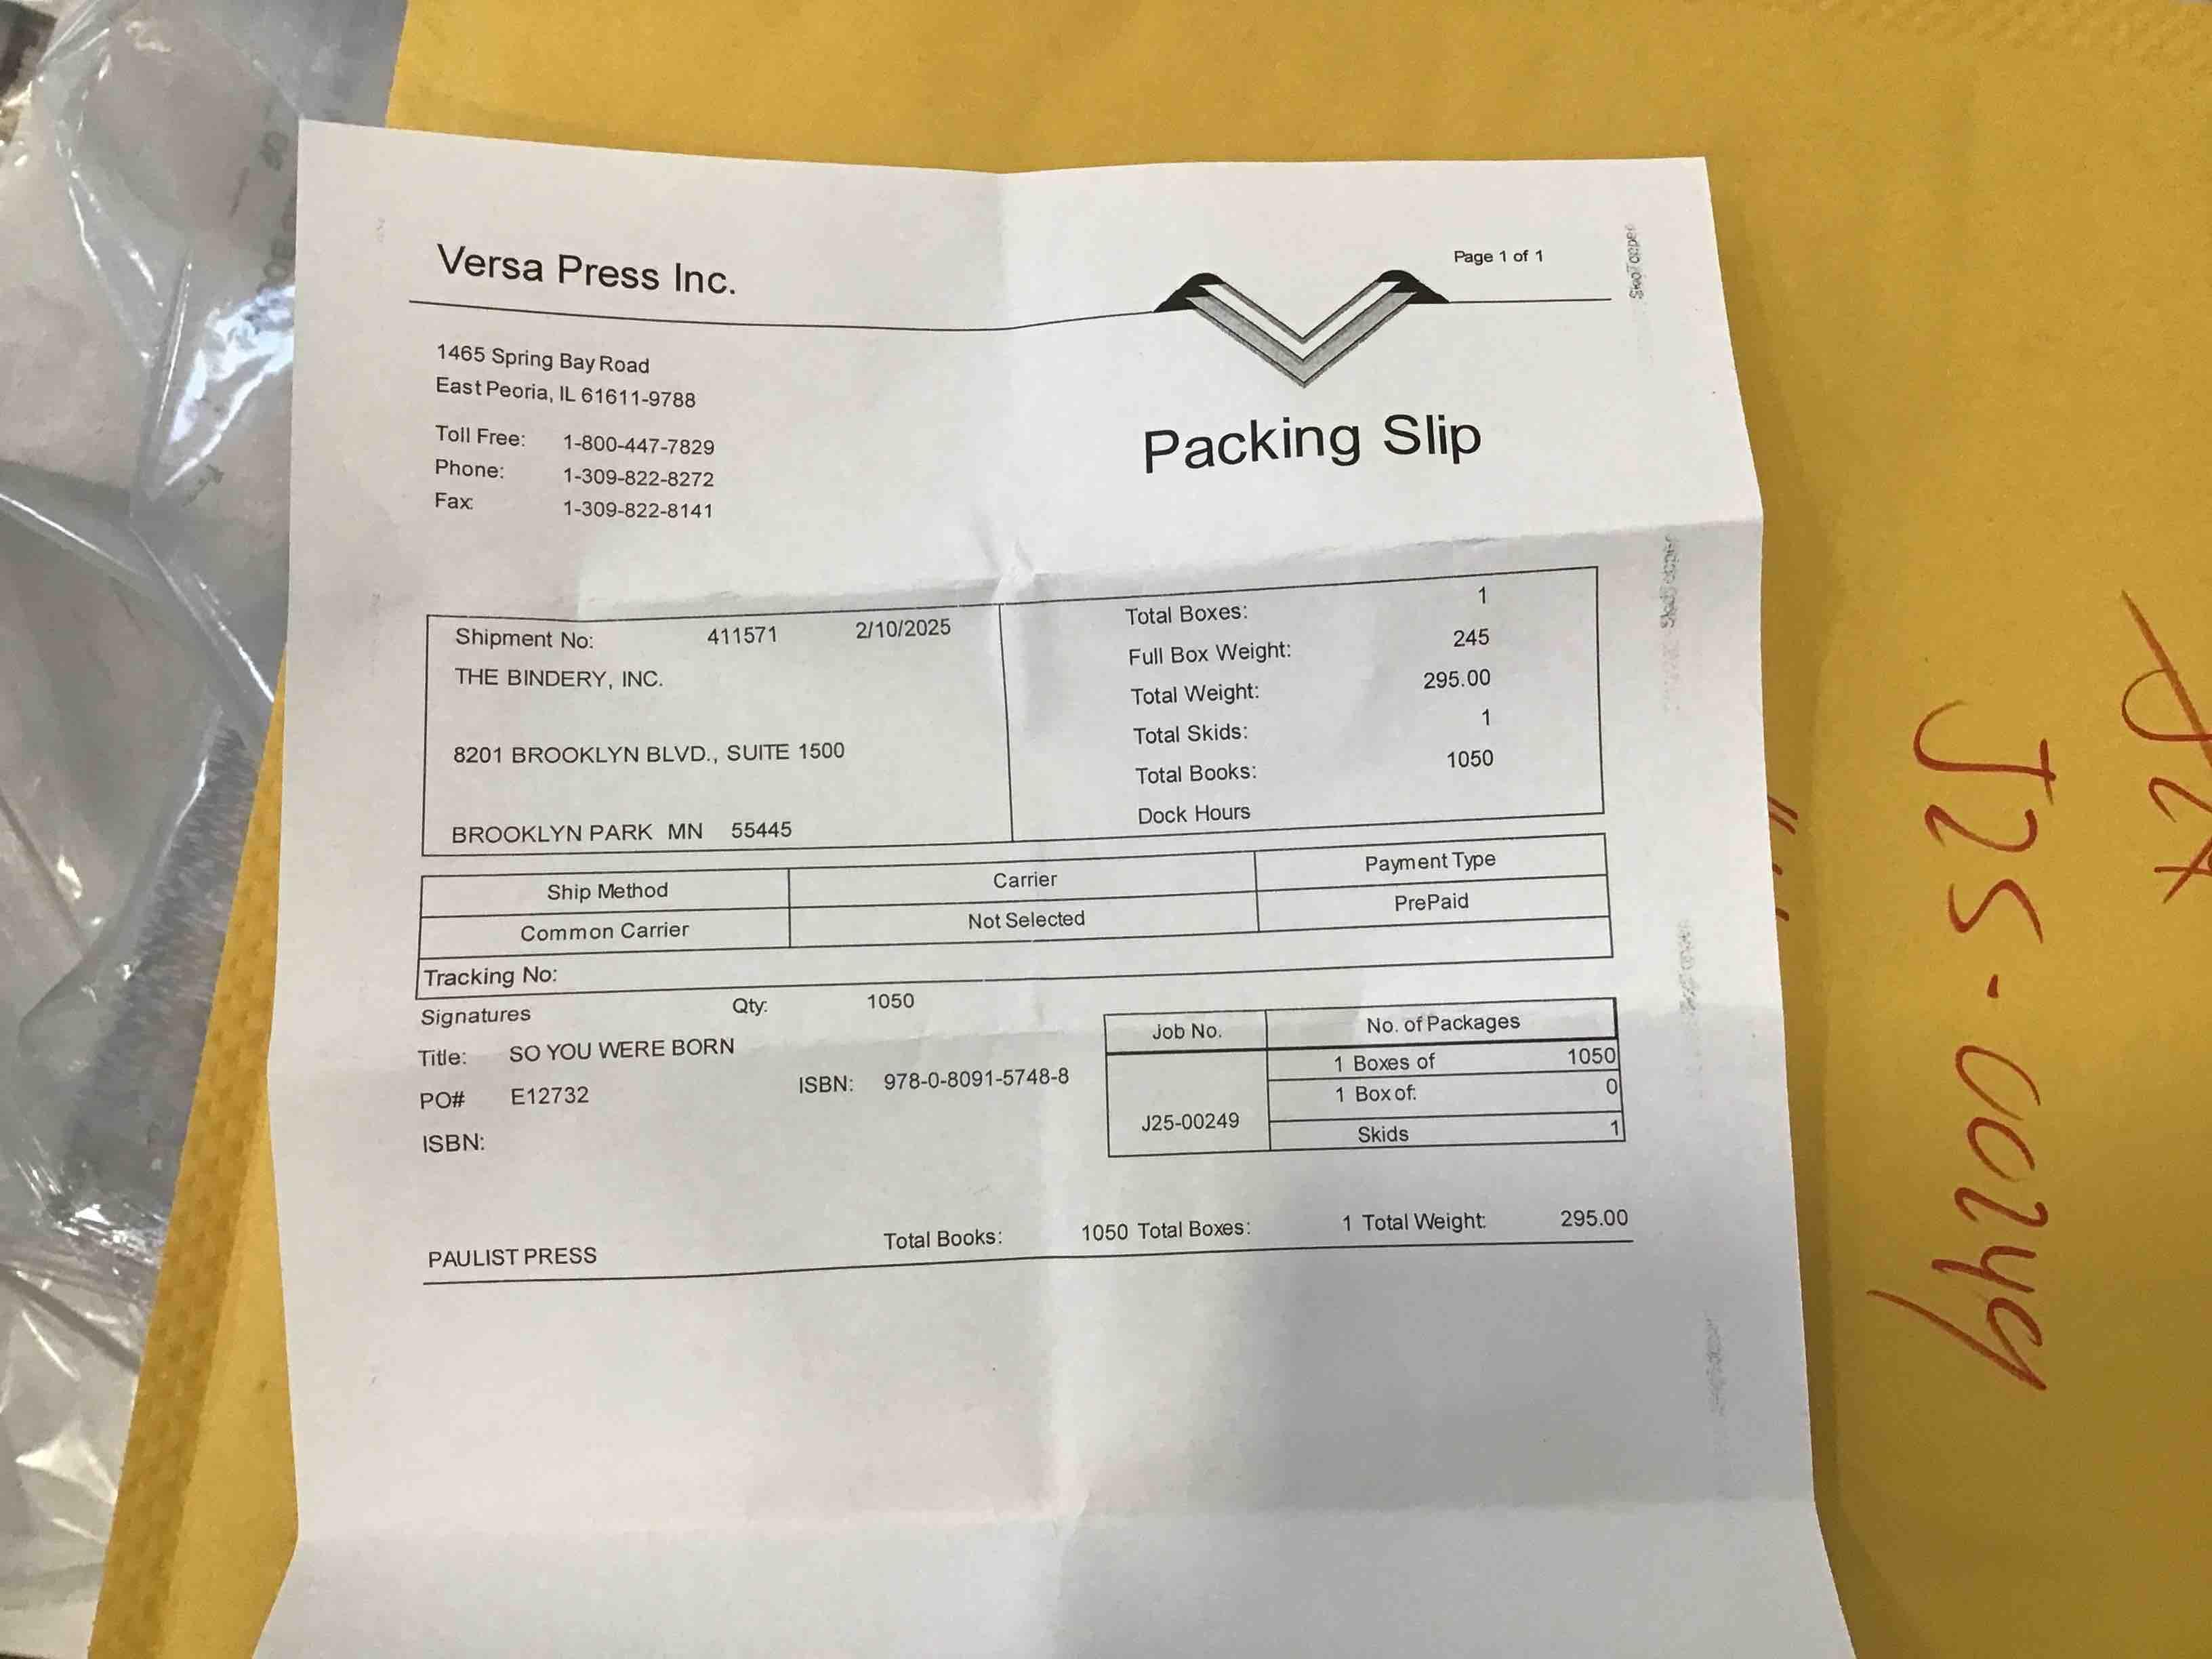 Versa Press Inc.
Page 1 of 1
1465 Spring Bay Road
East Peoria, IL 61611-9788
Toll Free: 1-800-447-7829
Phone: 1-309-822-8272
Fax: 1-309-822-8141
Packing Slip
Shipment No: 411571 2/10/2025
THE BINDERY, INC.
8201 BROOKLYN BLVD., SUITE 1500
BROOKLYN PARK MN 55445
Total Boxes: 1
Full Box Weight: 245
Total Weight: 295.00
Total Skids: 1
Total Books: 1050
Dock Hours
Ship Method Carrier Payment Type
Common Carrier Not Selected PrePaid
Tracking No:
Signatures Qty: 1050
Title: SO YOU WERE BORN
PO# E12732 ISBN: 978-0-8091-5748-8
ISBN:
Job No. No. of Packages
1 Boxes of 1050
1 Box of: 0
J25-00249
Skids 1
PAULIST PRESS Total Books: 1050 Total Boxes: 1 Total Weight: 295.00
J25-00249